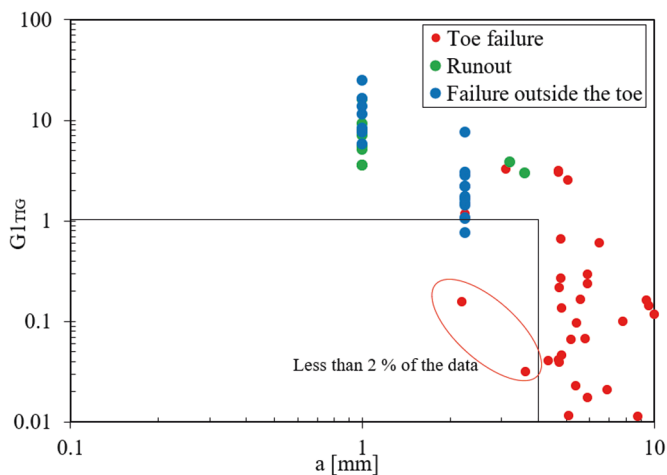 100
Toe failure
Runout
Failure outside the toe
10
G1TIG
1
0.1
Less than 2 % of the data
0.01
0.1
1
10
a [mm]